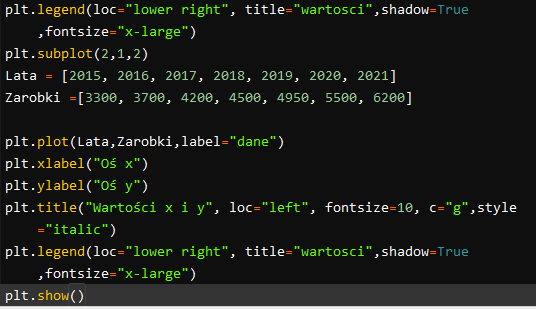 plt.legend(loc="lower right", title="wartosci",shadow=True
,fontsize="x-large")
plt.subplot(2,1,2)
Lata = [2015, 2016, 2017, 2018, 2019, 2020, 2021]
Zarobki =[3300, 3700, 4200, 4500, 4950, 5500, 6200]
plt.plot(Lata,Zarobki,label="dane")
plt.xlabel("Oś x")
plt.ylabel("Oś y")
plt.title("Wartości x i y", loc="left", fontsize=10, c="g",style
="italic")
plt.legend(loc="lower right", title="wartosci",shadow=True
,fontsize="x-large")
plt.show()